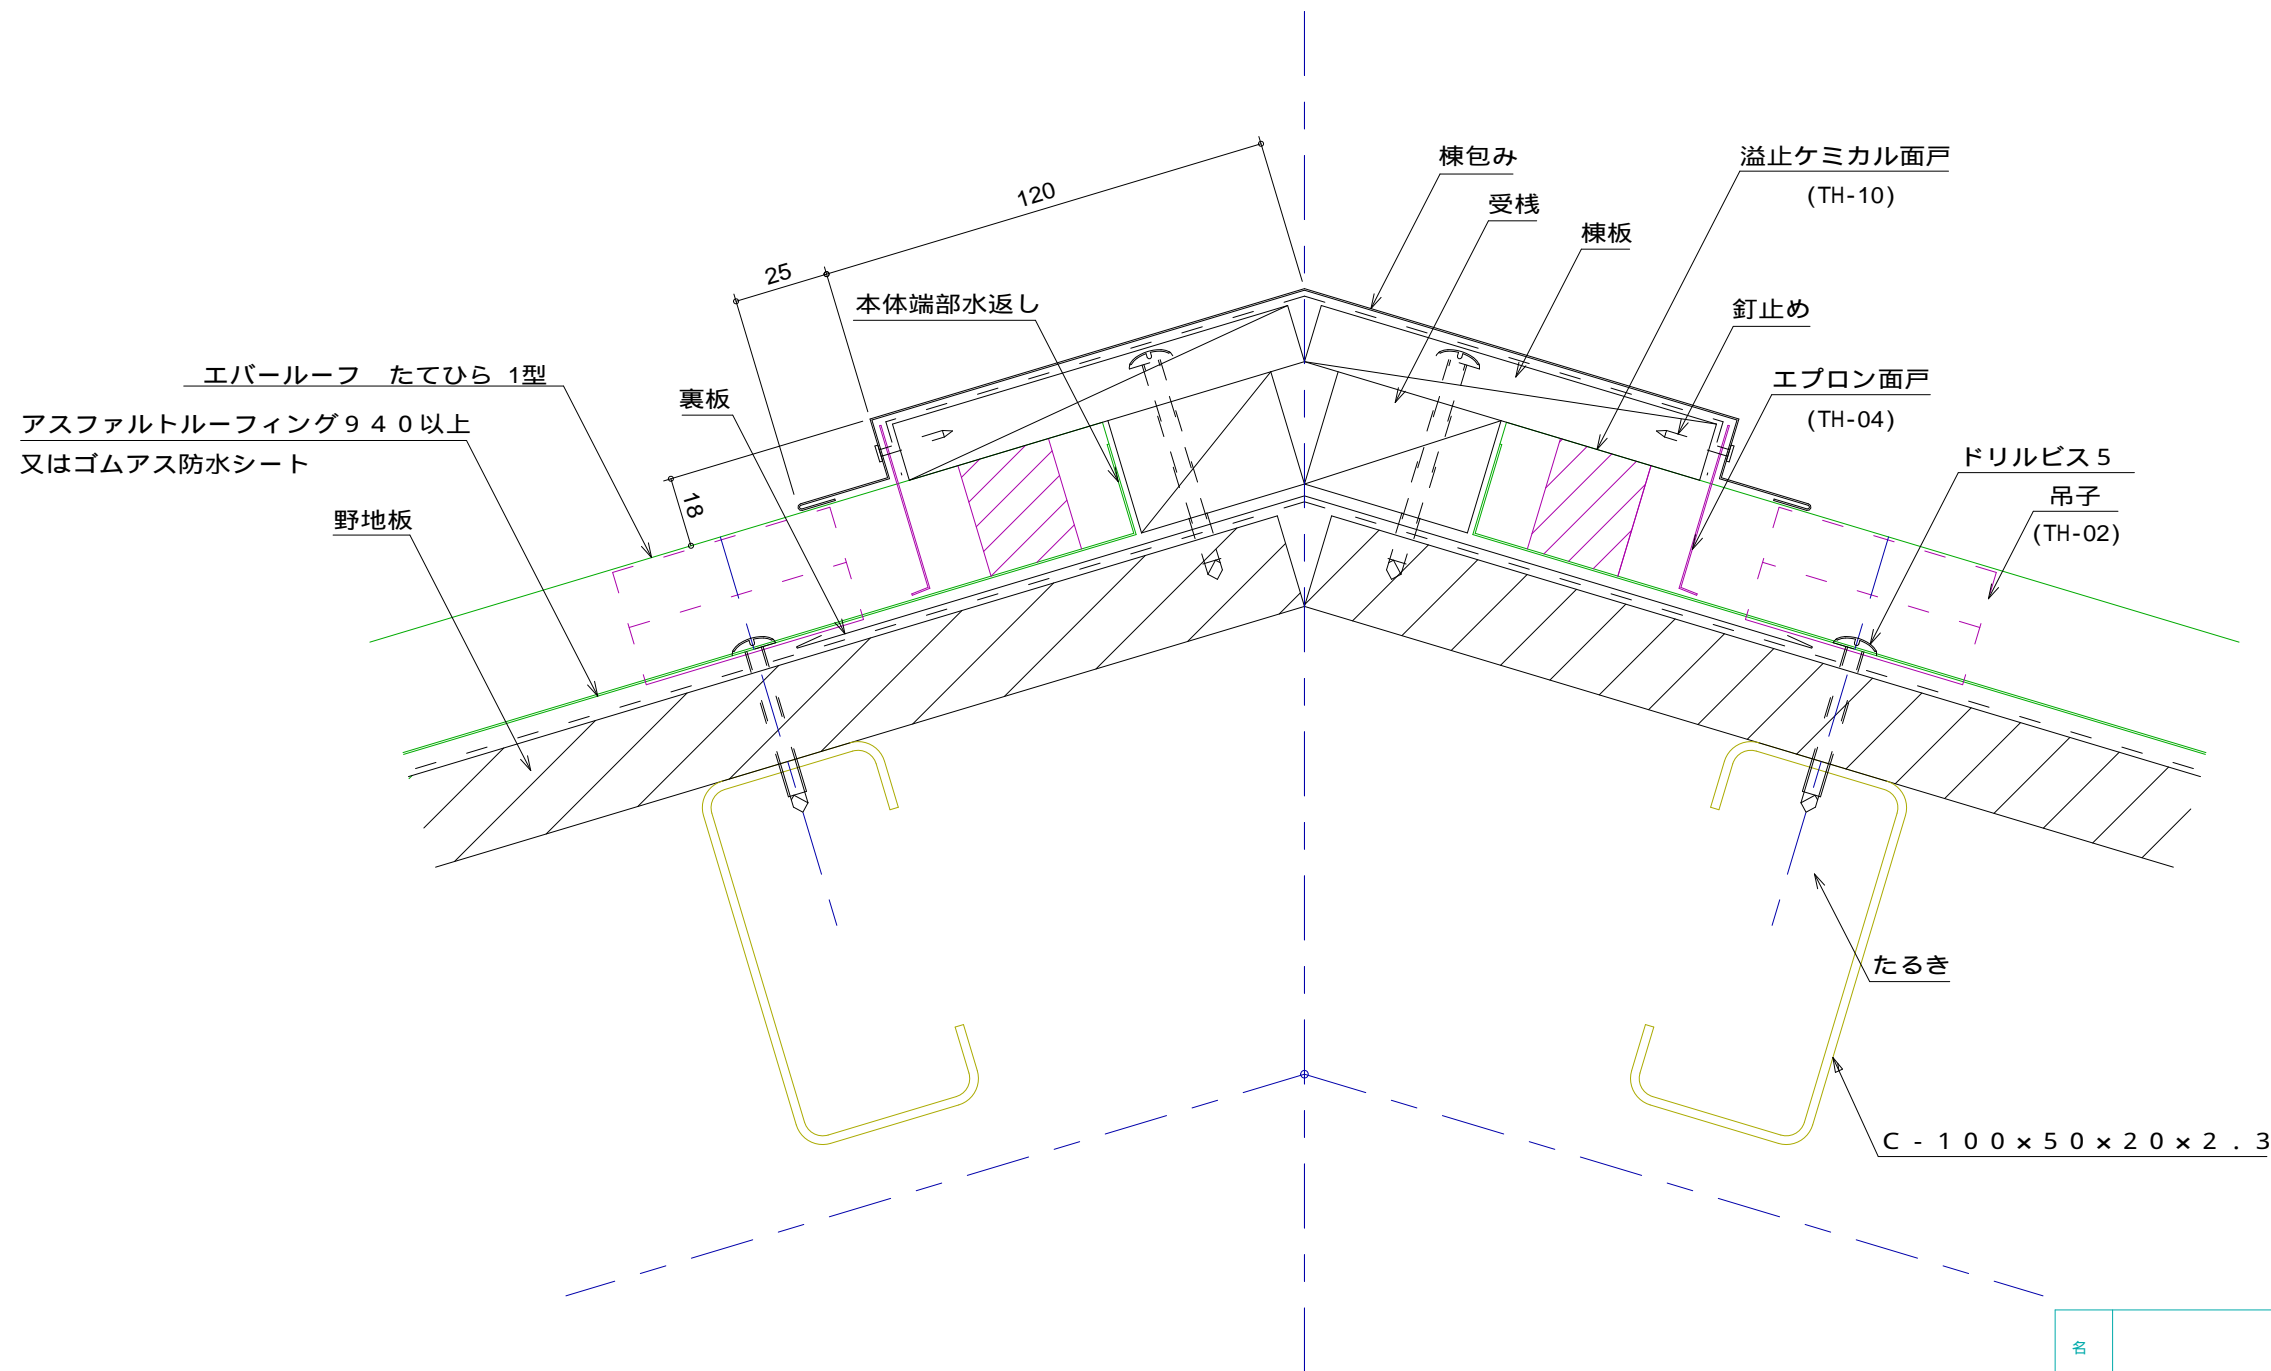 120
25
18
棟包み
受桟
棟板
溢止ケミカル面戸
(TH-10)
釘止め
エプロン面戸
(TH-04)
ドリルビス５
吊子
(TH-02)
本体端部水返し
エバールーフ　たてひら 1型
裏板
アスファルトルーフィング９４０以上
又はゴムアス防水シート
野地板
たるき
Ｃ-１００×５０×２０×２.３
名